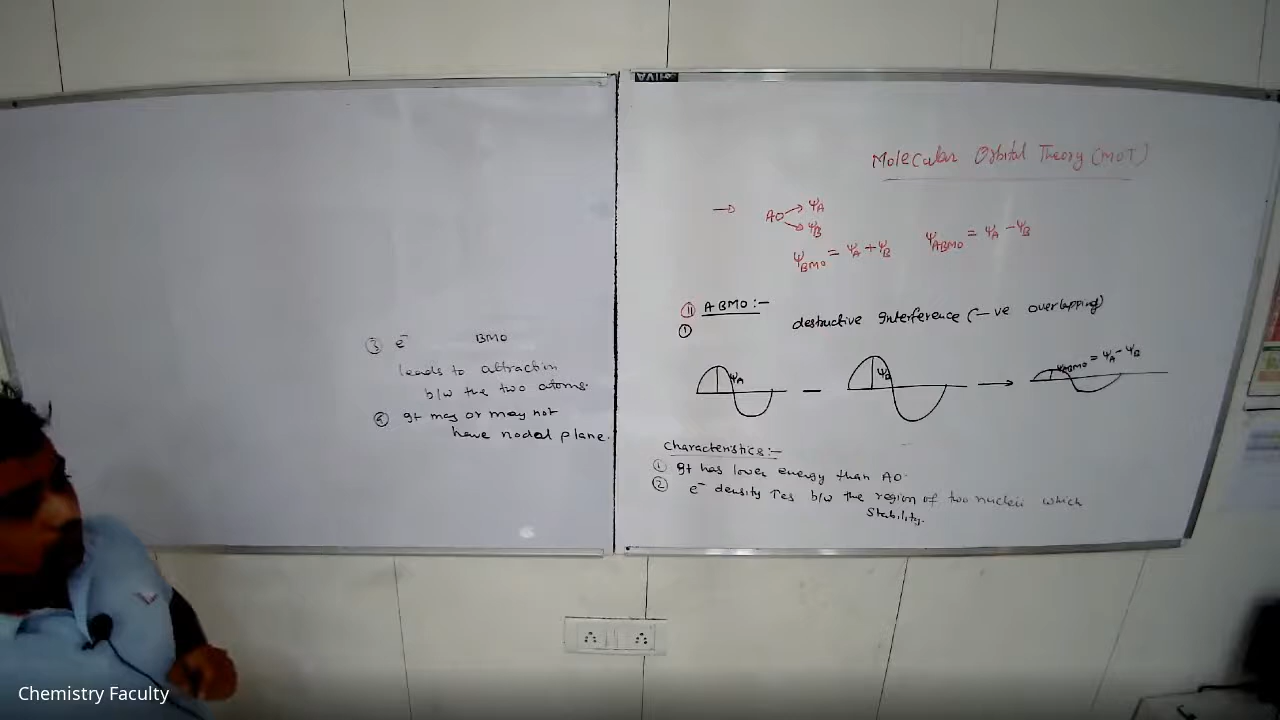 Molecular Orbital Theory (MOT)
→ AO → ψA
→ ψB
ψBMO = ψA + ψB ψABMO = ψA - ψB
II ABMO :-
① destructive Interference (-ve overlapping)
ψA - ψB → ψABMO = ψA - ψB
Characteristics :-
① It has lower energy than AO.
② e⁻ density ↑es b/w the region of two nuclei which
stability.
③ e⁻ BMO
leads to attraction
b/w the two atoms.
It may or may not
have nodal plane.
Chemistry Faculty